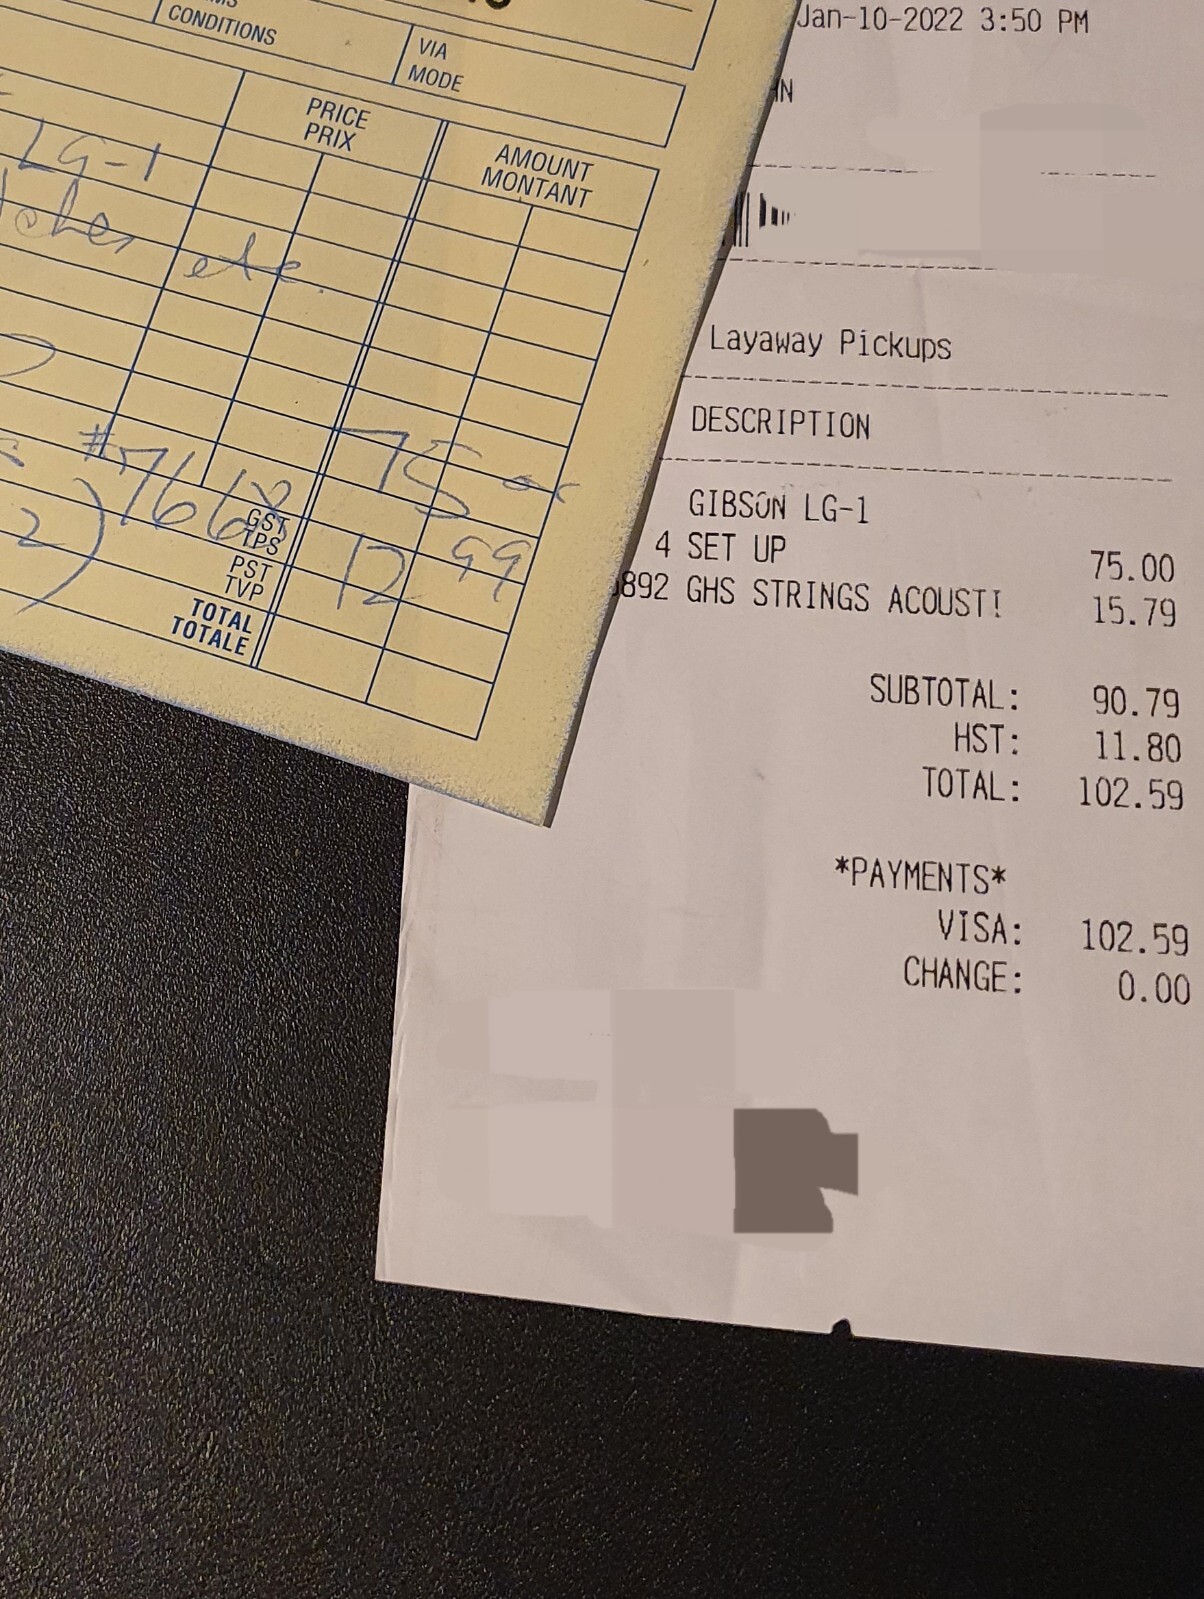 CONDITIONS
VIA
MODE
PRICE
PRIX
AMOUNT
MONTANT
LG-1
etc.
75
#7668
GST
TPS
12 99
PST
TVP
2)
TOTAL
TOTALE
Jan-10-2022 3:50 PM
Layaway Pickups
DESCRIPTION
GIBSON LG-1
4 SET UP 75.00
892 GHS STRINGS ACOUST! 15.79
SUBTOTAL: 90.79
HST: 11.80
TOTAL: 102.59
*PAYMENTS*
VISA: 102.59
CHANGE: 0.00